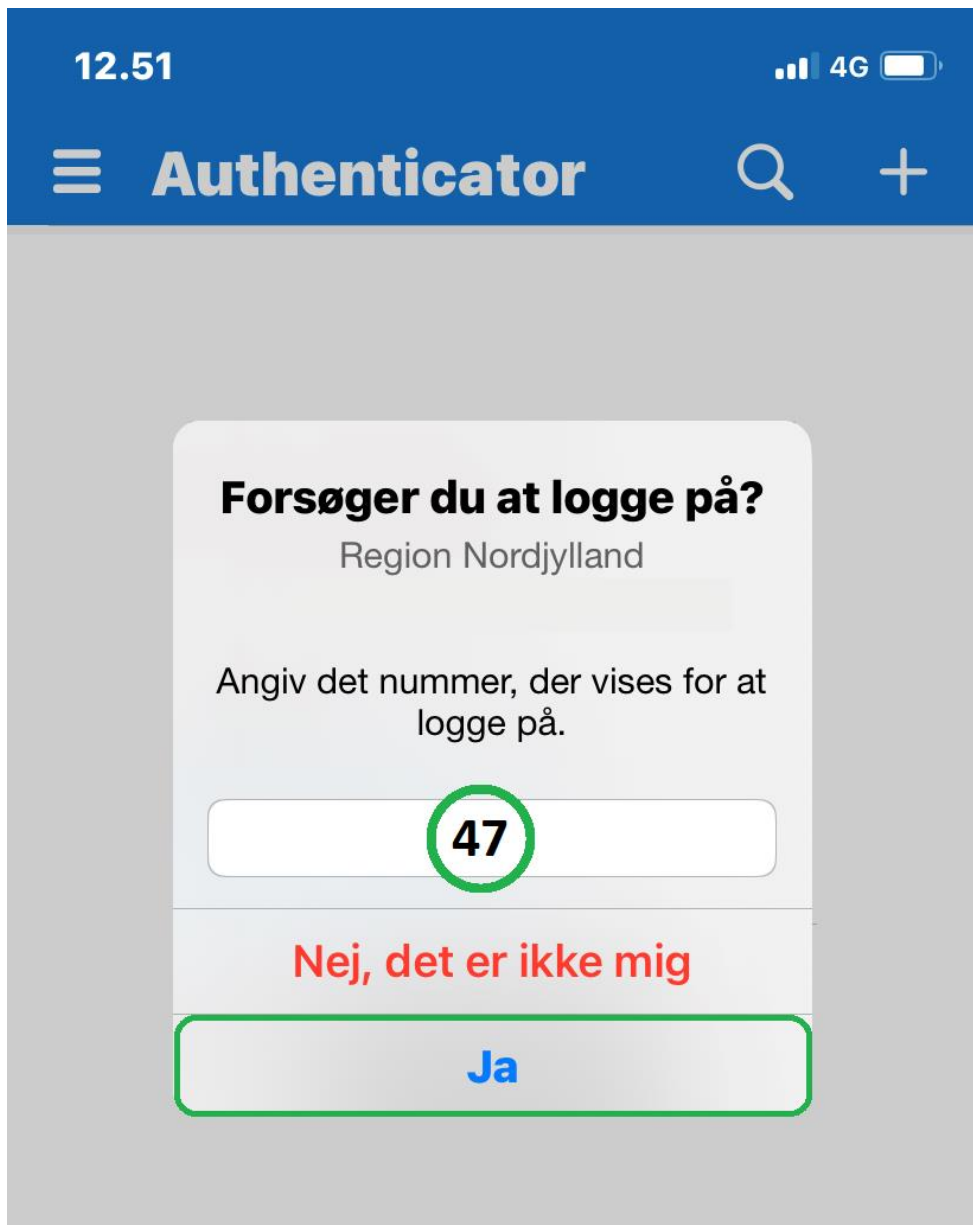 12.51 4G
Authenticator
Forsøger du at logge på?
Region Nordjylland
Angiv det nummer, der vises for at
logge på.
47
Nej, det er ikke mig
Ja